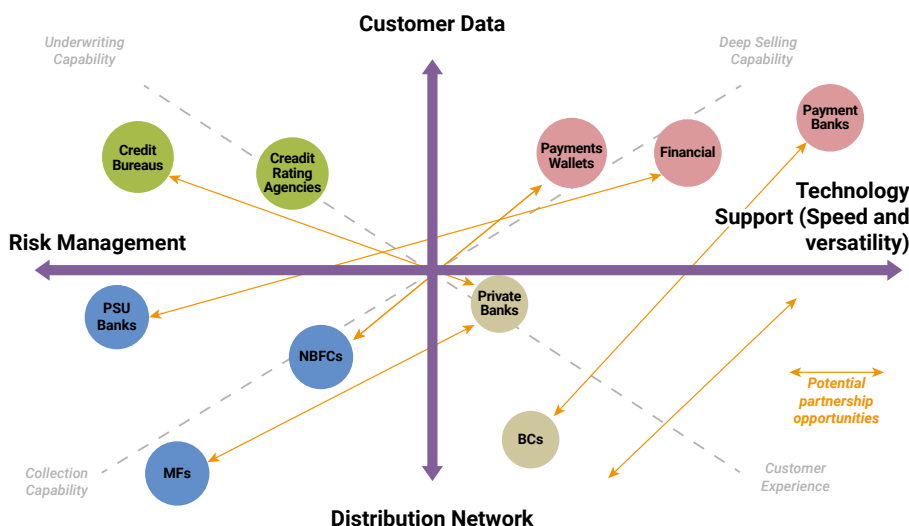 Customer Data
Underwriting
Capability
Deep Selling
Capability
Credit
Bureaus
Creadit
Rating
Agencies
Payments
Wallets
Financial
Payment
Banks
Risk Management
Technology
Support (Speed and
versatility)
PSU
Banks
Private
Banks
NBFCs
Potential
partnership
opportunities
BCs
MFs
Collection
Capability
Customer
Experience
Distribution Network